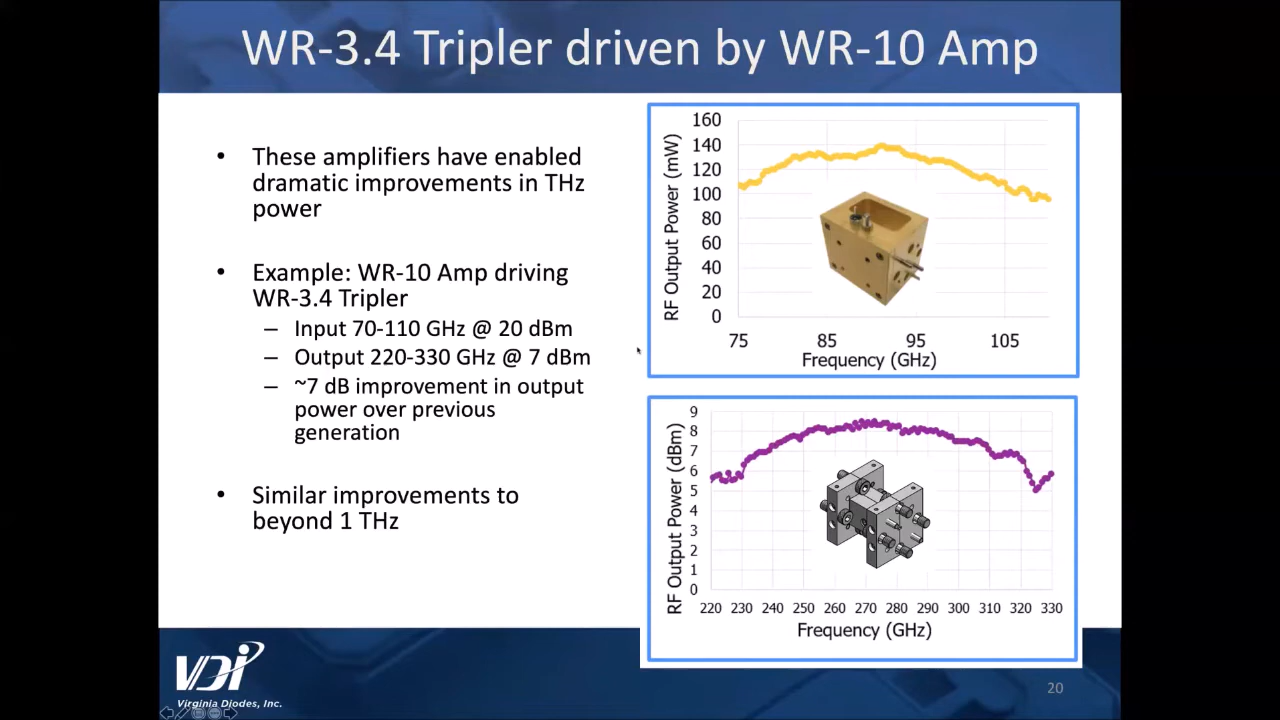 WR-3.4 Tripler driven by WR-10 Amp
• These amplifiers have enabled
dramatic improvements in THz
power
• Example: WR-10 Amp driving
WR-3.4 Tripler
– Input 70-110 GHz @ 20 dBm
– Output 220-330 GHz @ 7 dBm
– ~7 dB improvement in output
power over previous
generation
• Similar improvements to
beyond 1 THz
RF Output Power (mW)
160
140
120
100
80
60
40
20
0
75 85 95 105
Frequency (GHz)
RF Output Power (dBm)
9
8
7
6
5
4
3
2
1
0
220 230 240 250 260 270 280 290 300 310 320 330
Frequency (GHz)
VDI
Virginia Diodes, Inc.
20